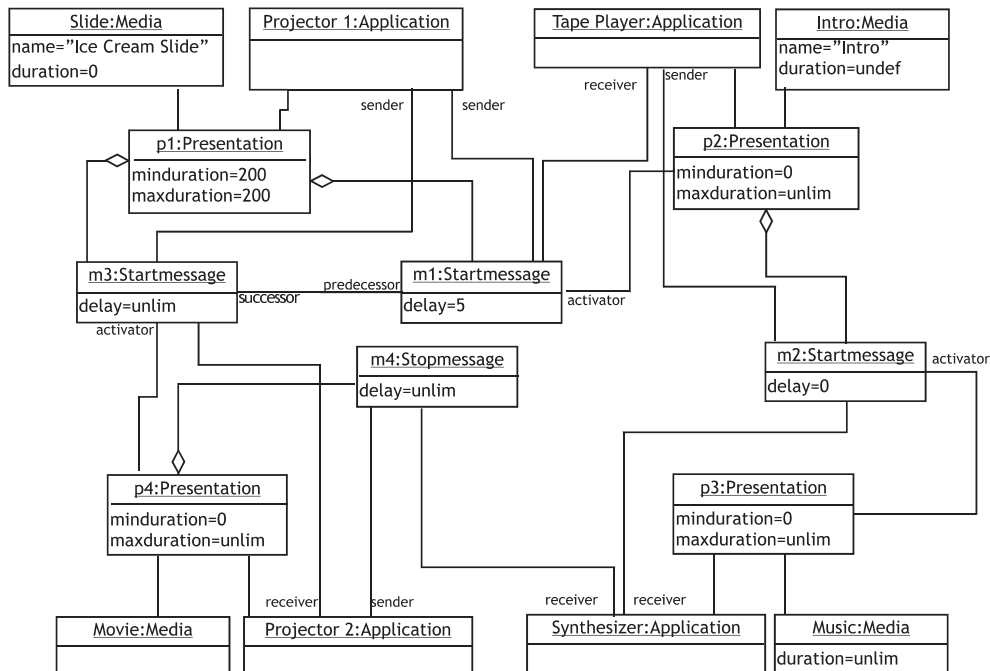 Slide:Media
name=”Ice Cream Slide”
duration=0
Projector 1:Application
Tape Player:Application
Intro:Media
name=”Intro”
duration=undef
sender
sender
receiver
sender
p1:Presentation
minduration=200
maxduration=200
p2:Presentation
minduration=0
maxduration=unlim
m3:Startmessage
delay=unlim
successor
predecessor
m1:Startmessage
delay=5
activator
activator
m4:Stopmessage
delay=unlim
m2:Startmessage
delay=0
activator
p4:Presentation
minduration=0
maxduration=unlim
p3:Presentation
minduration=0
maxduration=unlim
receiver
sender
receiver
receiver
Movie:Media
Projector 2:Application
Synthesizer:Application
Music:Media
duration=unlim